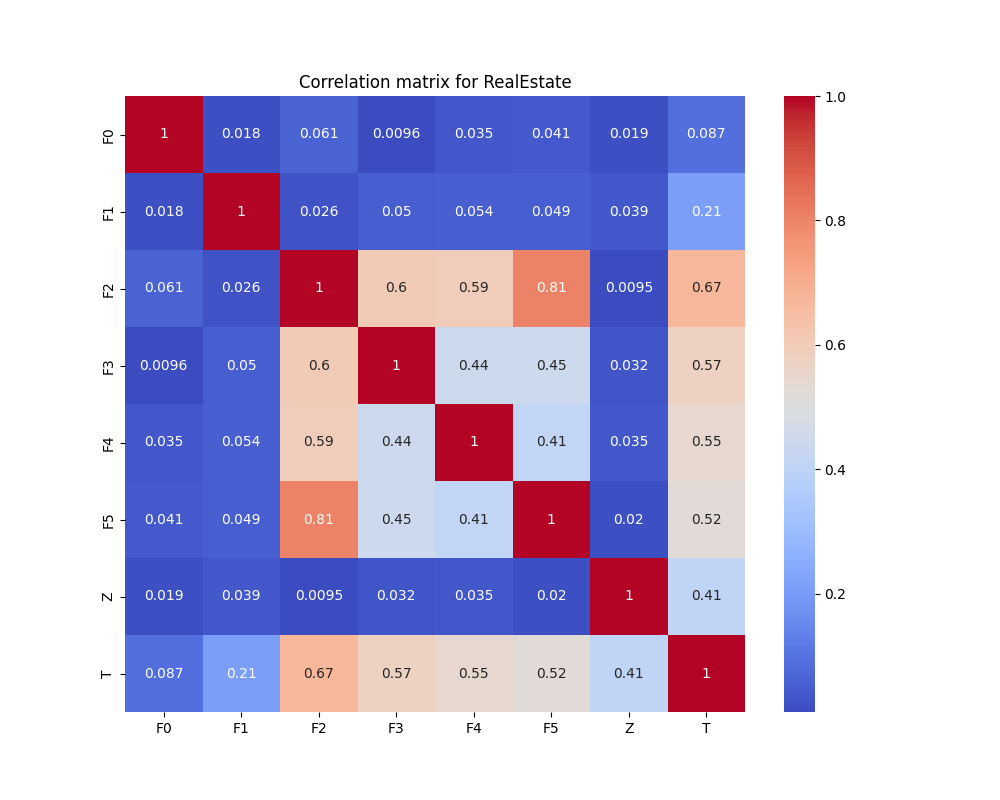 Correlation matrix for RealEstate
F0 1 0.018 0.061 0.0096 0.035 0.041 0.019 0.087
F1 0.018 1 0.026 0.05 0.054 0.049 0.039 0.21
F2 0.061 0.026 1 0.6 0.59 0.81 0.0095 0.67
F3 0.0096 0.05 0.6 1 0.44 0.45 0.032 0.57
F4 0.035 0.054 0.59 0.44 1 0.41 0.035 0.55
F5 0.041 0.049 0.81 0.45 0.41 1 0.02 0.52
Z 0.019 0.039 0.0095 0.032 0.035 0.02 1 0.41
T 0.087 0.21 0.67 0.57 0.55 0.52 0.41 1
F0 F1 F2 F3 F4 F5 Z T
1.0
0.8
0.6
0.4
0.2